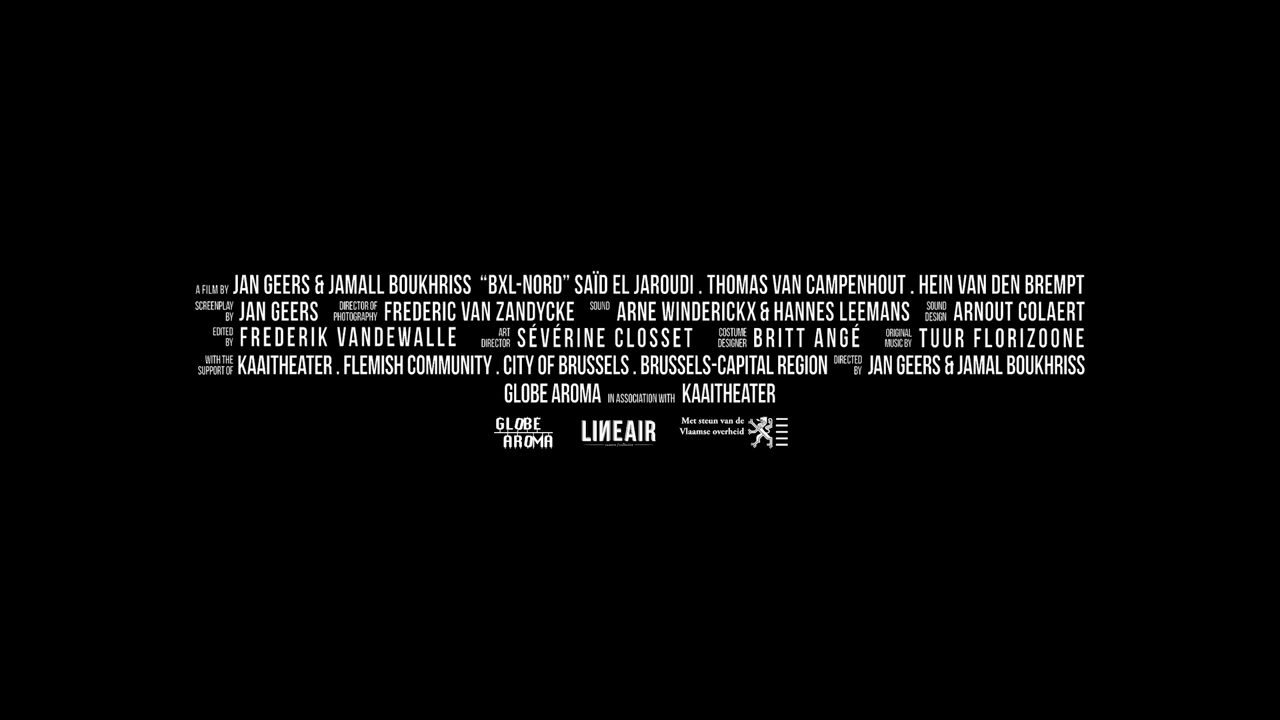 A FILM BY JAN GEERS & JAMALL BOUKHRISS “BXL-NORD” SAÏD EL JAROUDI . THOMAS VAN CAMPENHOUT . HEIN VAN DEN BREMPT
SCREENPLAY BY JAN GEERS DIRECTOR OF PHOTOGRAPHY FREDERIC VAN ZANDYCKE SOUND ARNE WINDERICKX & HANNES LEEMANS SOUND DESIGN ARNOUT COLAERT
EDITED BY FREDERIK VANDEWALLE ART DIRECTOR SÉVÉRINE CLOSSET COSTUME DESIGNER BRITT ANGÉ ORIGINAL MUSIC BY TUUR FLORIZOONE
WITH THE SUPPORT OF KAAITHEATER . FLEMISH COMMUNITY . CITY OF BRUSSELS . BRUSSELS-CAPITAL REGION DIRECTED BY JAN GEERS & JAMAL BOUKHRISS
GLOBE AROMA IN ASSOCIATION WITH KAAITHEATER
GLOBE AROMA
LINEAIR
Met steun van de
Vlaamse overheid